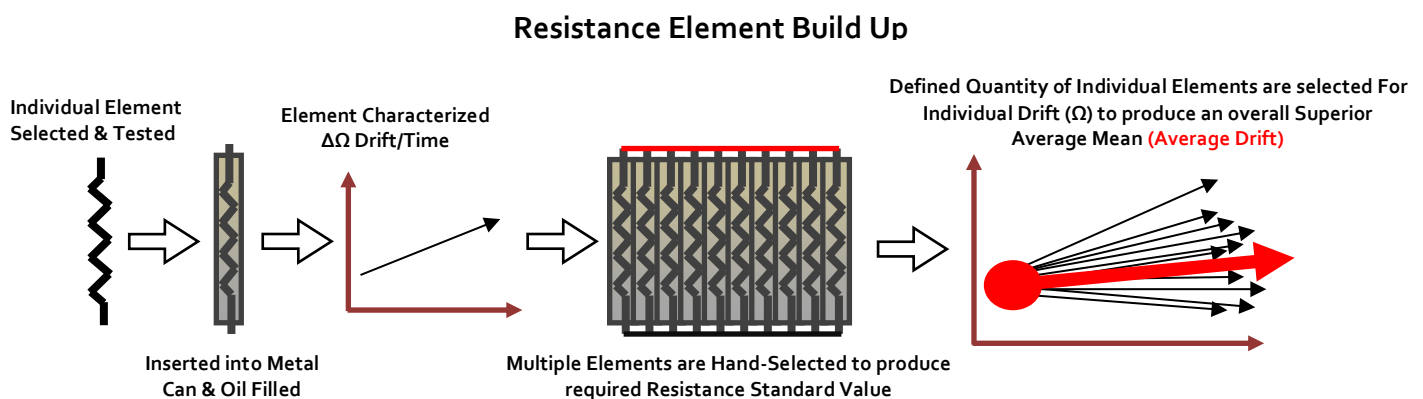 Resistance Element Build Up
Individual Element
Selected & Tested
Inserted into Metal
Can & Oil Filled
Element Characterized
ΔΩ Drift/Time
Multiple Elements are Hand-Selected to produce
required Resistance Standard Value
Defined Quantity of Individual Elements are selected For
Individual Drift (Ω) to produce an overall Superior
Average Mean (Average Drift)